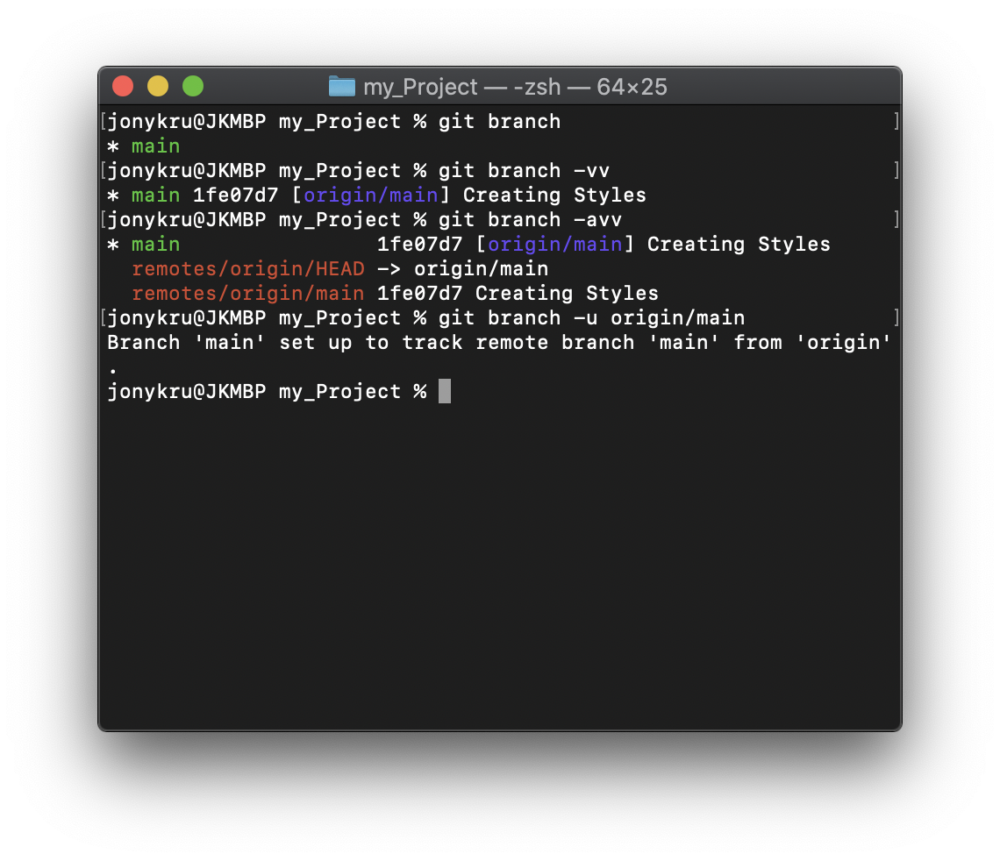 my_Project — -zsh — 64×25
[jonykru@JKMBP my_Project % git branch ]
* main
[jonykru@JKMBP my_Project % git branch -vv ]
* main 1fe07d7 [origin/main] Creating Styles
[jonykru@JKMBP my_Project % git branch -avv ]
* main                1fe07d7 [origin/main] Creating Styles
  remotes/origin/HEAD -> origin/main
  remotes/origin/main 1fe07d7 Creating Styles
[jonykru@JKMBP my_Project % git branch -u origin/main ]
Branch 'main' set up to track remote branch 'main' from 'origin'
.
jonykru@JKMBP my_Project %